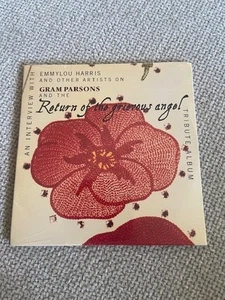 AN INTERVIEW WITH
EMMYLOU HARRIS
AND OTHER ARTISTS ON
GRAM PARSONS
AND THE
Return of the grievous angel
TRIBUTE ALBUM